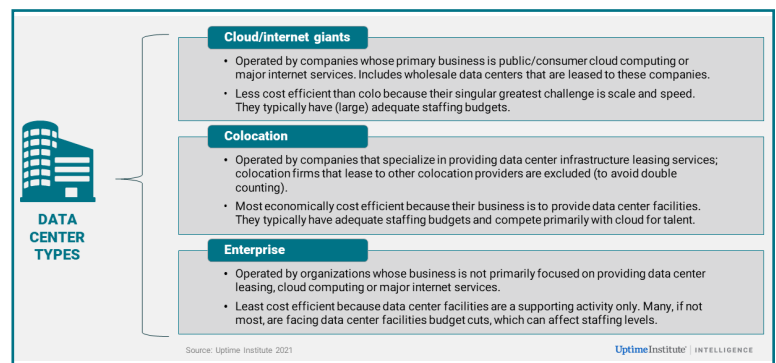 Cloud/internet giants
• Operated by companies whose primary business is public/consumer cloud computing or
major internet services. Includes wholesale data centers that are leased to these companies.
• Less cost efficient than colo because their singular greatest challenge is scale and speed.
They typically have (large) adequate staffing budgets.
Colocation
• Operated by companies that specialize in providing data center infrastructure leasing services;
colocation firms that lease to other colocation providers are excluded (to avoid double
counting).
• Most economically cost efficient because their business is to provide data center facilities.
They typically have adequate staffing budgets and compete primarily with cloud for talent.
DATA
CENTER
TYPES
Enterprise
• Operated by organizations whose business is not primarily focused on providing data center
leasing, cloud computing or major internet services.
• Least cost efficient because data center facilities are a supporting activity only. Many, if not
most, are facing data center facilities budget cuts, which can affect staffing levels.
Source: Uptime Institute 2021
UptimeInstitute® | INTELLIGENCE